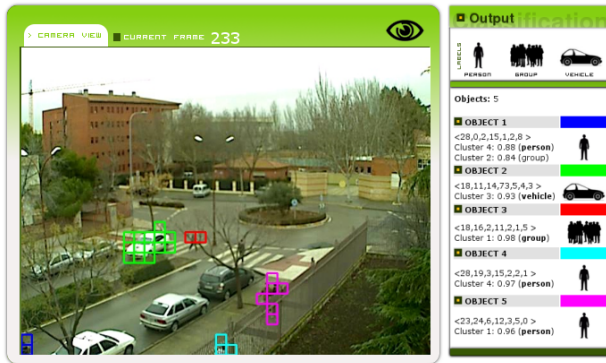 > CAMERA VIEW
CURRENT FRAME 233
Output
Classification
LABELS
PERSON GROUP VEHICLE
Objects: 5
OBJECT 1
<28,0,2,15,1,2,8 >
Cluster 4: 0.88 (person)
Cluster 2: 0.84 (group)
OBJECT 2
<18,11,14,73,5,4,3 >
Cluster 3: 0.93 (vehicle)
OBJECT 3
<18,16,2,11,2,1,5 >
Cluster 1: 0.98 (group)
OBJECT 4
<28,19,3,15,2,2,1 >
Cluster 4: 0.97 (person)
OBJECT 5
<23,24,6,12,3,5,0 >
Cluster 1: 0.96 (person)